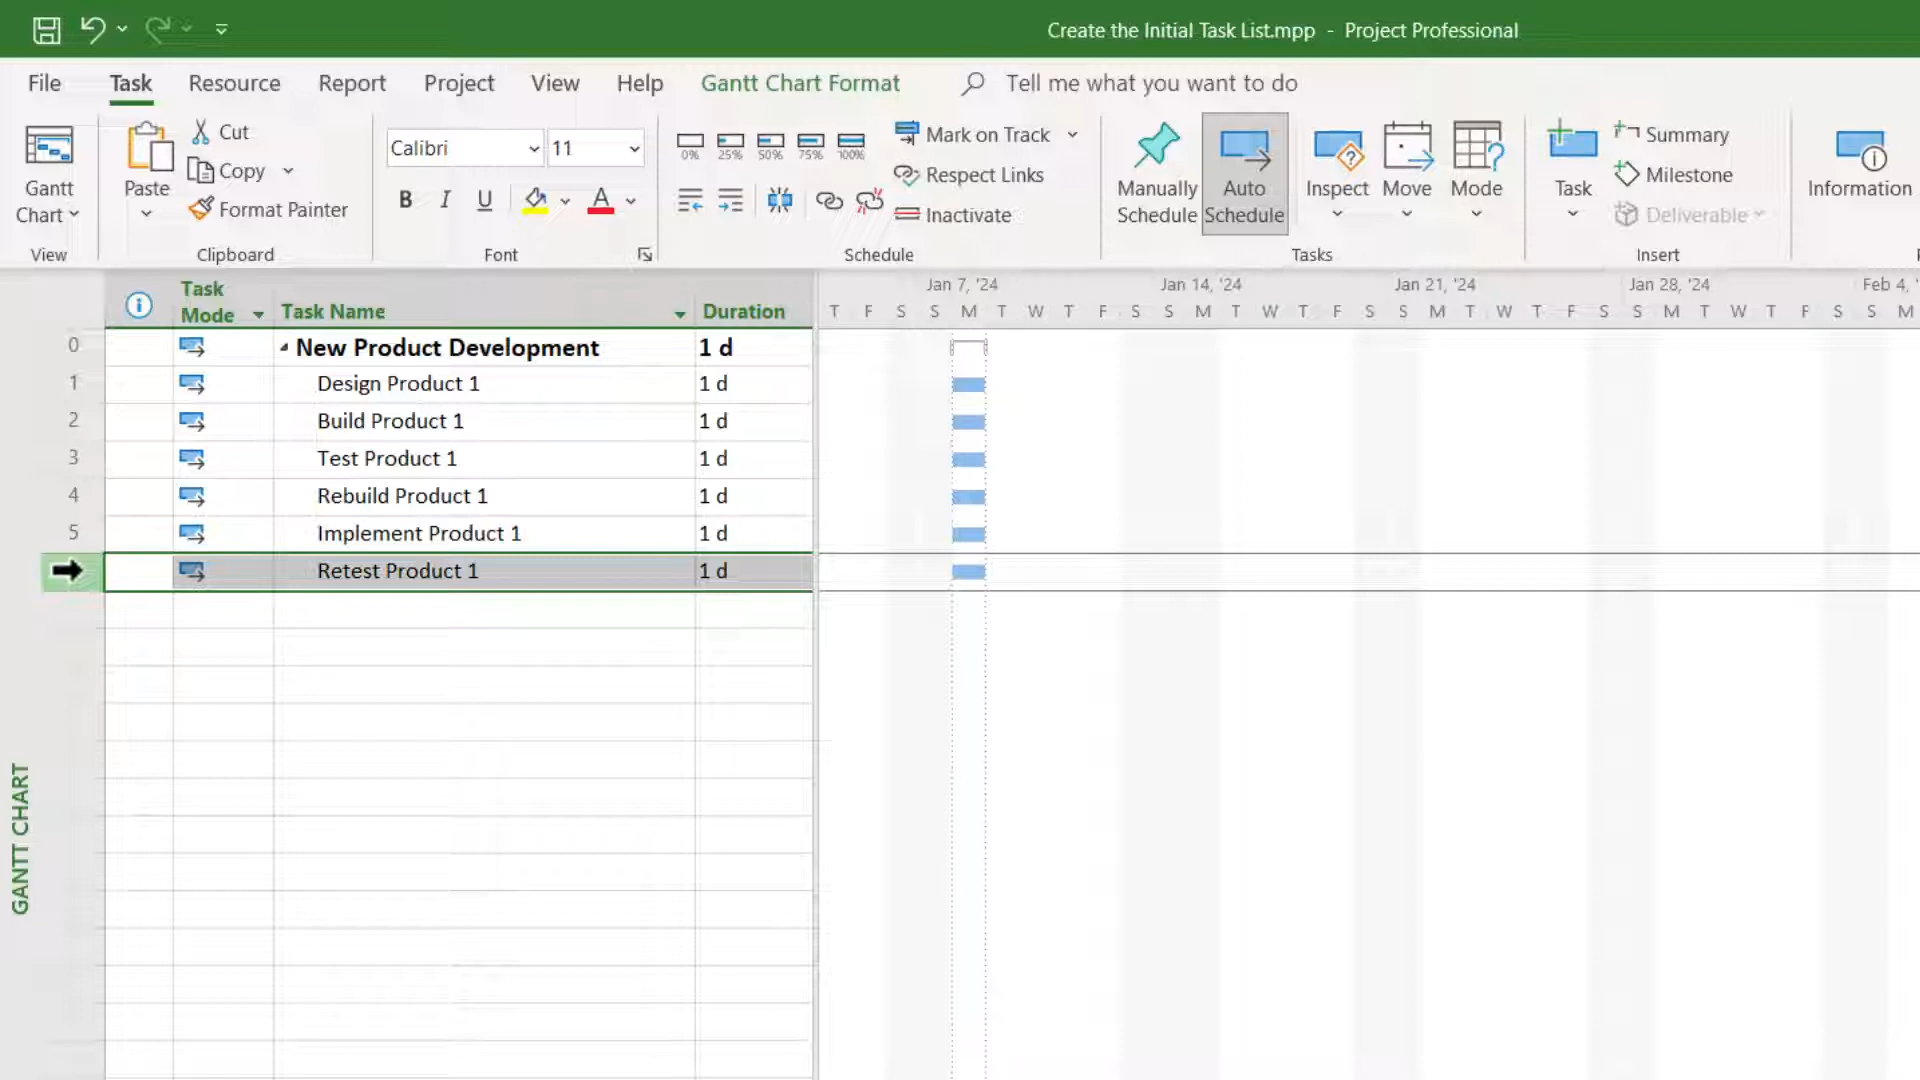 Create the Initial Task List.mpp - Project Professional
File Task Resource Report Project View Help Gantt Chart Format Tell me what you want to do
Gantt Chart
View
Paste
Cut
Copy
Format Painter
Clipboard
Calibri 11
B I U A
Font
0% 25% 50% 75% 100%
Mark on Track
Respect Links
Inactivate
Schedule
Manually Schedule
Auto Schedule
Inspect
Move
Mode
Tasks
Task
Summary
Milestone
Deliverable
Insert
Information
Task Mode Task Name Duration
Jan 7, '24 Jan 14, '24 Jan 21, '24 Jan 28, '24 Feb 4, '
T F S S M T W T F S S M T W T F S S M T W T F S S M T W T F S S M
0 New Product Development 1 d
1 Design Product 1 1 d
2 Build Product 1 1 d
3 Test Product 1 1 d
4 Rebuild Product 1 1 d
5 Implement Product 1 1 d
Retest Product 1 1 d
GANTT CHART